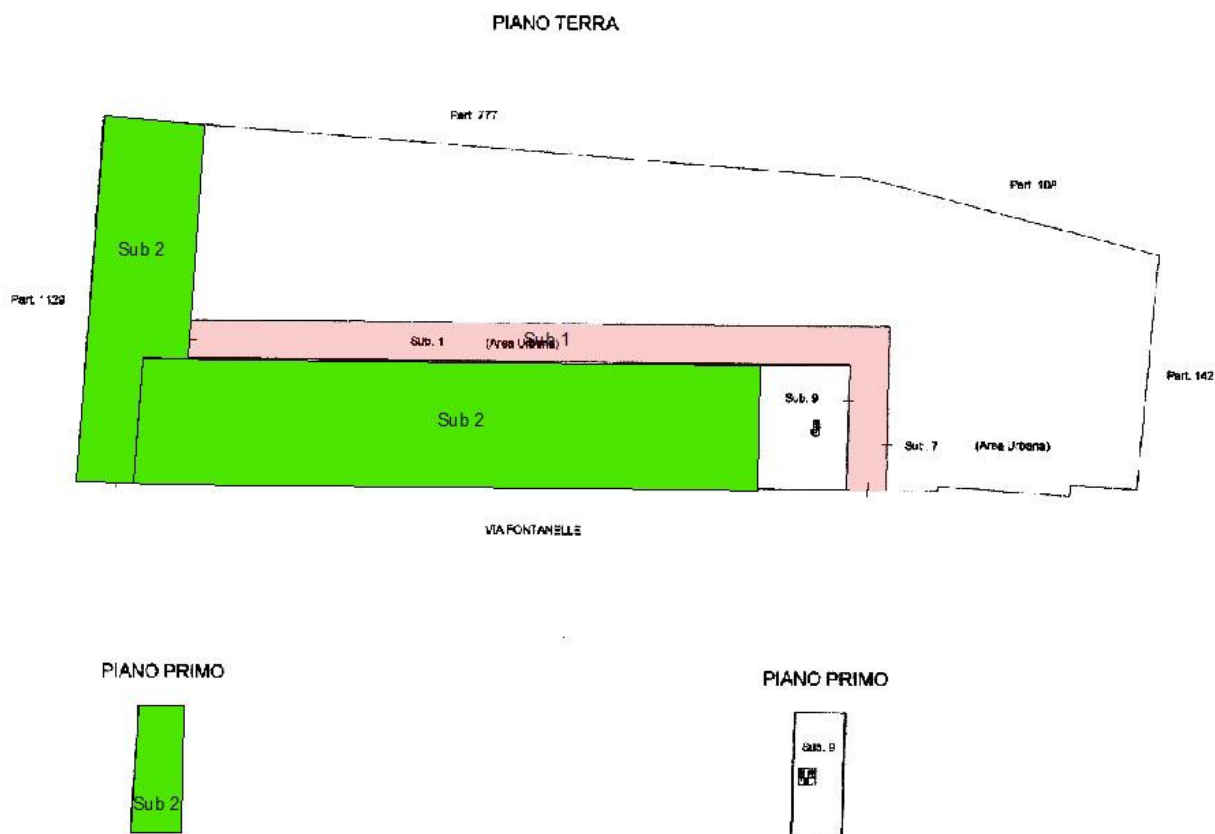 PIANO TERRA
Part. 777
Part. 108
Sub 2
Part. 1129
Sub. 1 (Area Urbana) Sub 1
Part. 142
Sub. 9
Sub 2
Sub. 7 (Area Urbana)
VIA FONTANELLE
PIANO PRIMO
PIANO PRIMO
Sub. 9
Sub 2